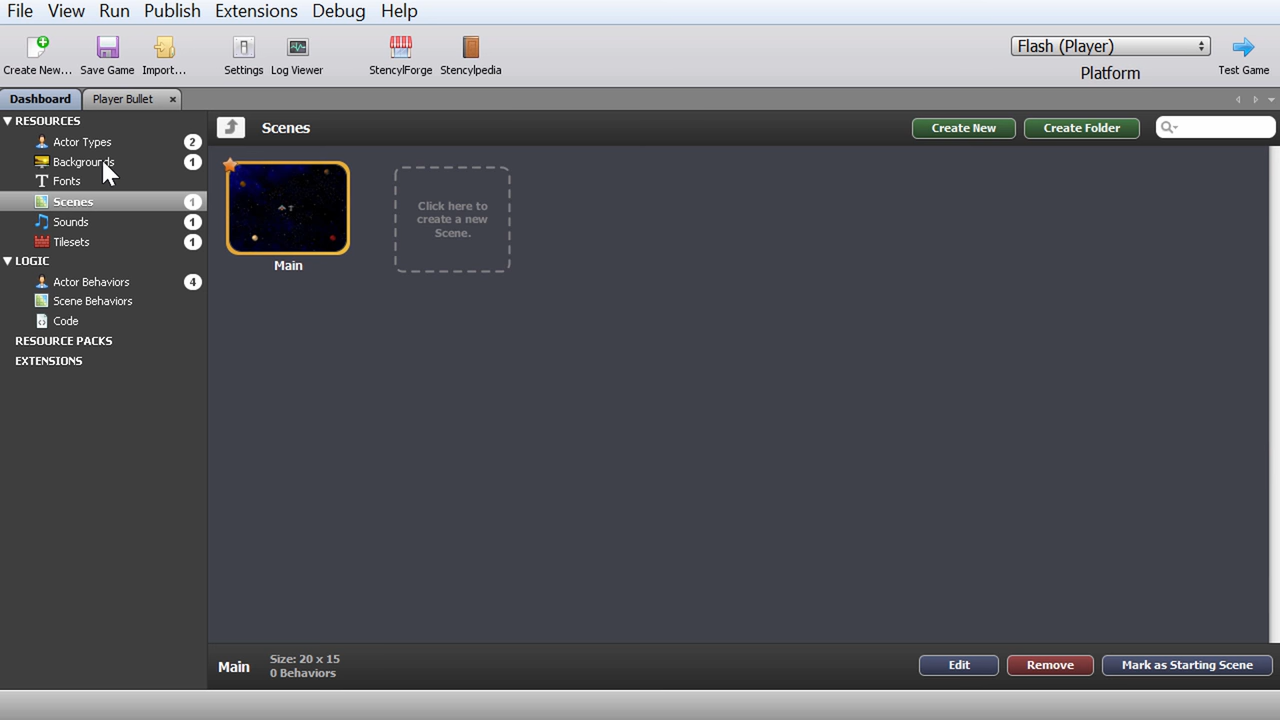 File View Run Publish Extensions Debug Help
Create New... Save Game Import... Settings Log Viewer StencylForge Stencylpedia Flash (Player) Platform Test Game
Dashboard Player Bullet ×
RESOURCES
Actor Types 2
Backgrounds 1
Fonts
Scenes 1
Sounds 1
Tilesets 1
LOGIC
Actor Behaviors 4
Scene Behaviors
Code
RESOURCE PACKS
EXTENSIONS
Scenes Create New Create Folder
Click here to
create a new
Scene.
Main
Main
Size: 20 x 15
0 Behaviors
Edit Remove Mark as Starting Scene